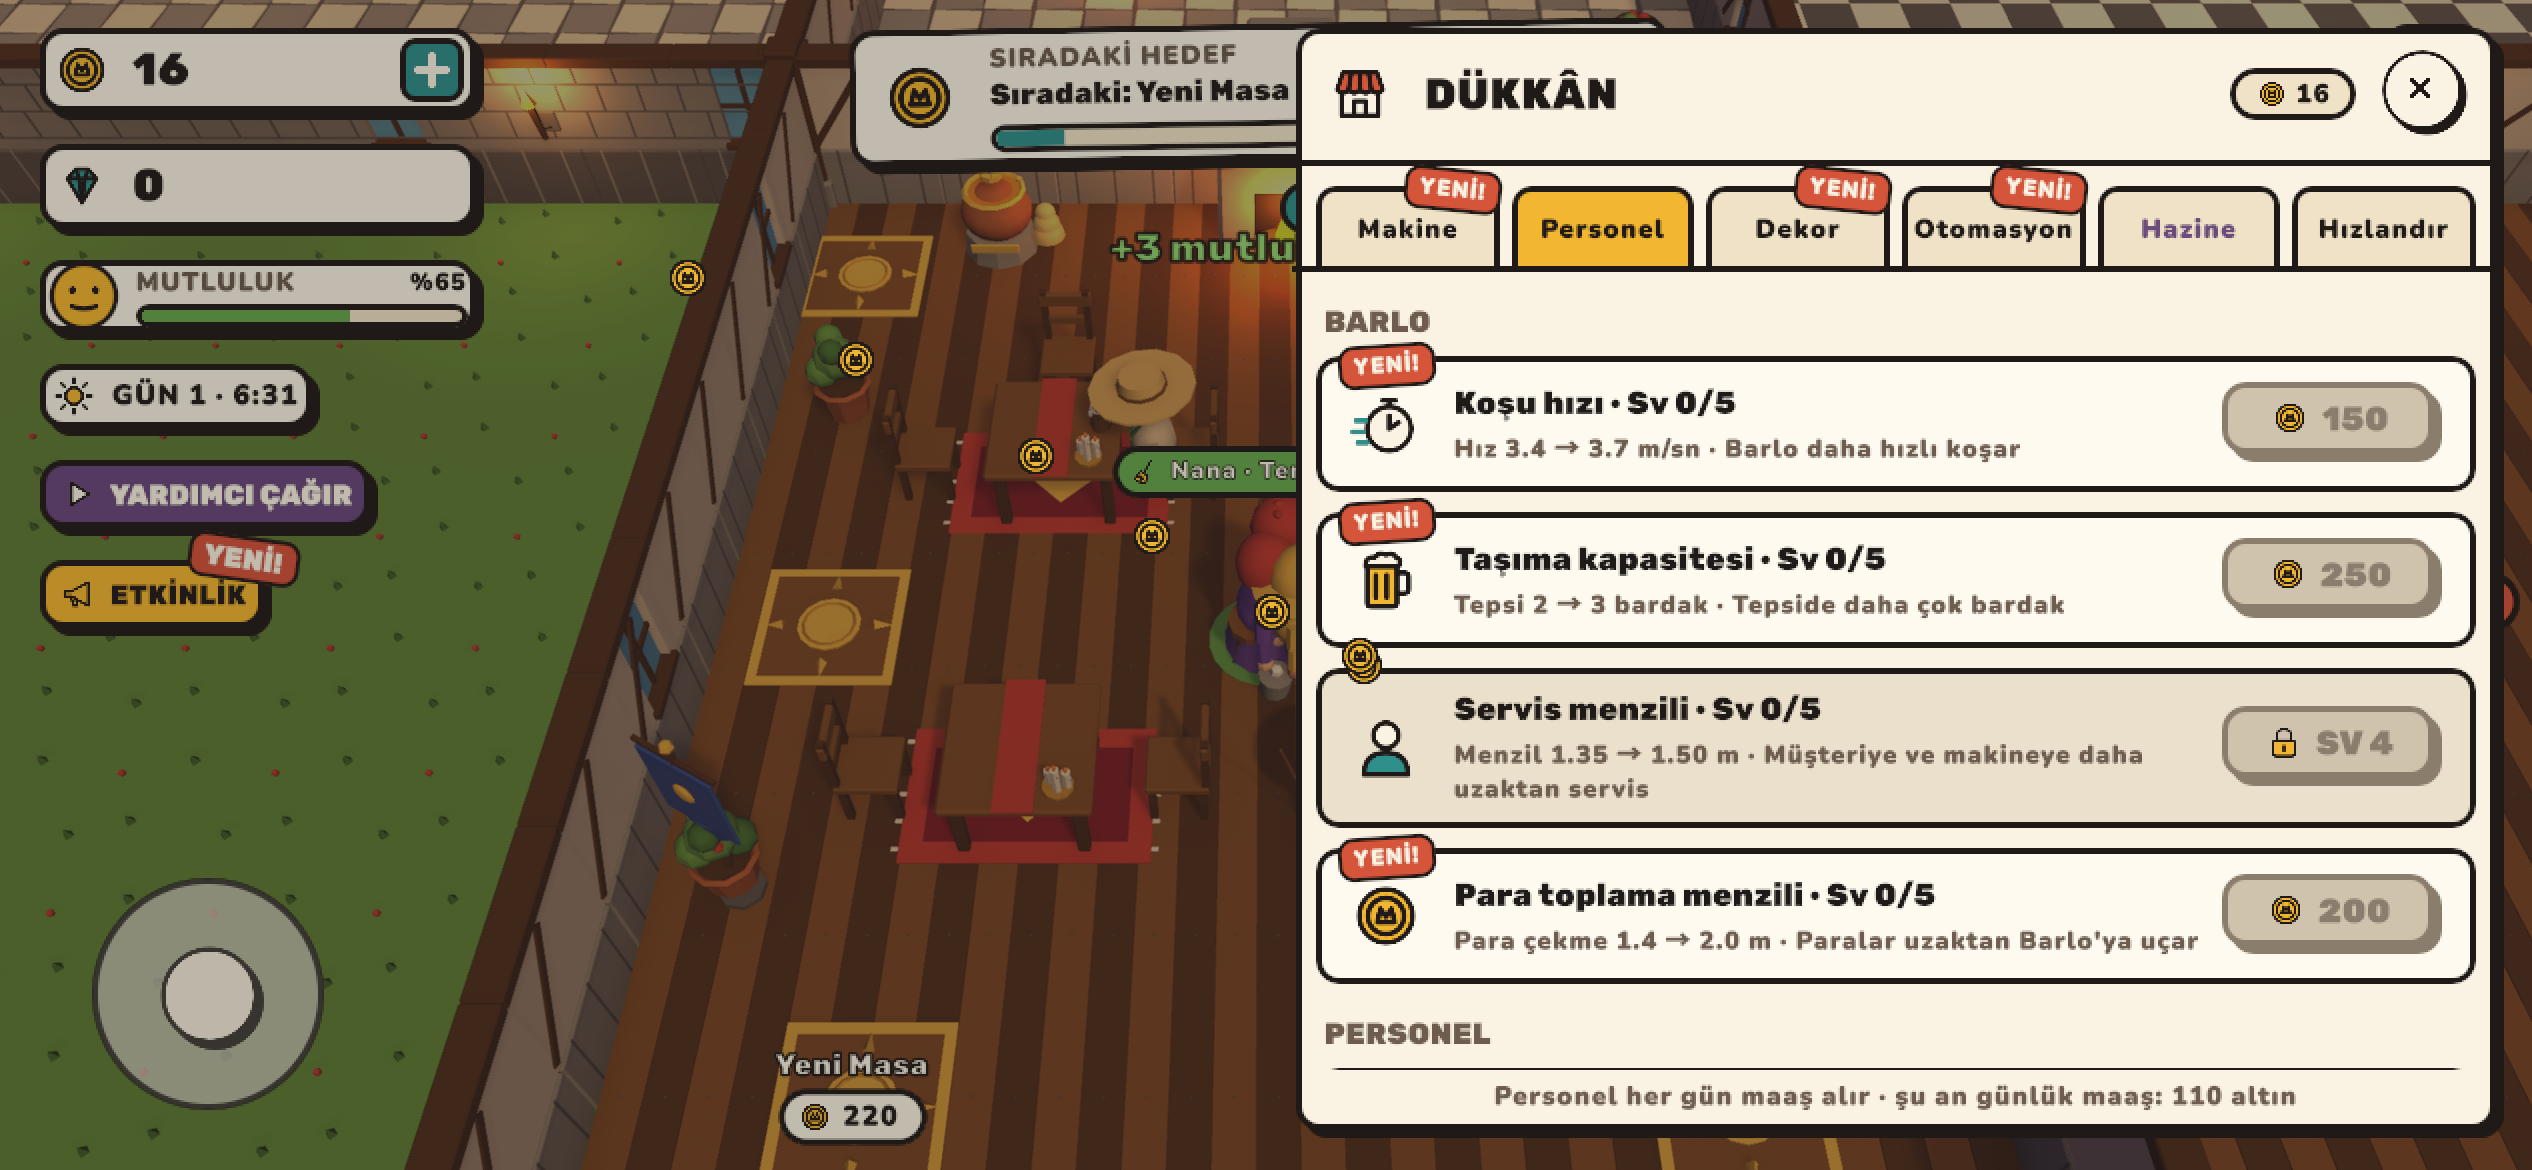 16
0
MUTLULUK %65
GÜN 1 · 6:31
YARDIMCI ÇAĞIR
YENİ!
ETKİNLİK
SIRADAKİ HEDEF
Sıradaki: Yeni Masa
+3 mutlu
Nana · Ter
Yeni Masa
220
DÜKKÂN
16
YENİ!
YENİ!
YENİ!
Makine
Personel
Dekor
Otomasyon
Hazine
Hızlandır
BARLO
YENİ!
Koşu hızı · Sv 0/5
Hız 3.4 → 3.7 m/sn · Barlo daha hızlı koşar
150
YENİ!
Taşıma kapasitesi · Sv 0/5
Tepsi 2 → 3 bardak · Tepside daha çok bardak
250
Servis menzili · Sv 0/5
Menzil 1.35 → 1.50 m · Müşteriye ve makineye daha
uzaktan servis
SV 4
YENİ!
Para toplama menzili · Sv 0/5
Para çekme 1.4 → 2.0 m · Paralar uzaktan Barlo'ya uçar
200
PERSONEL
Personel her gün maaş alır · şu an günlük maaş: 110 altın